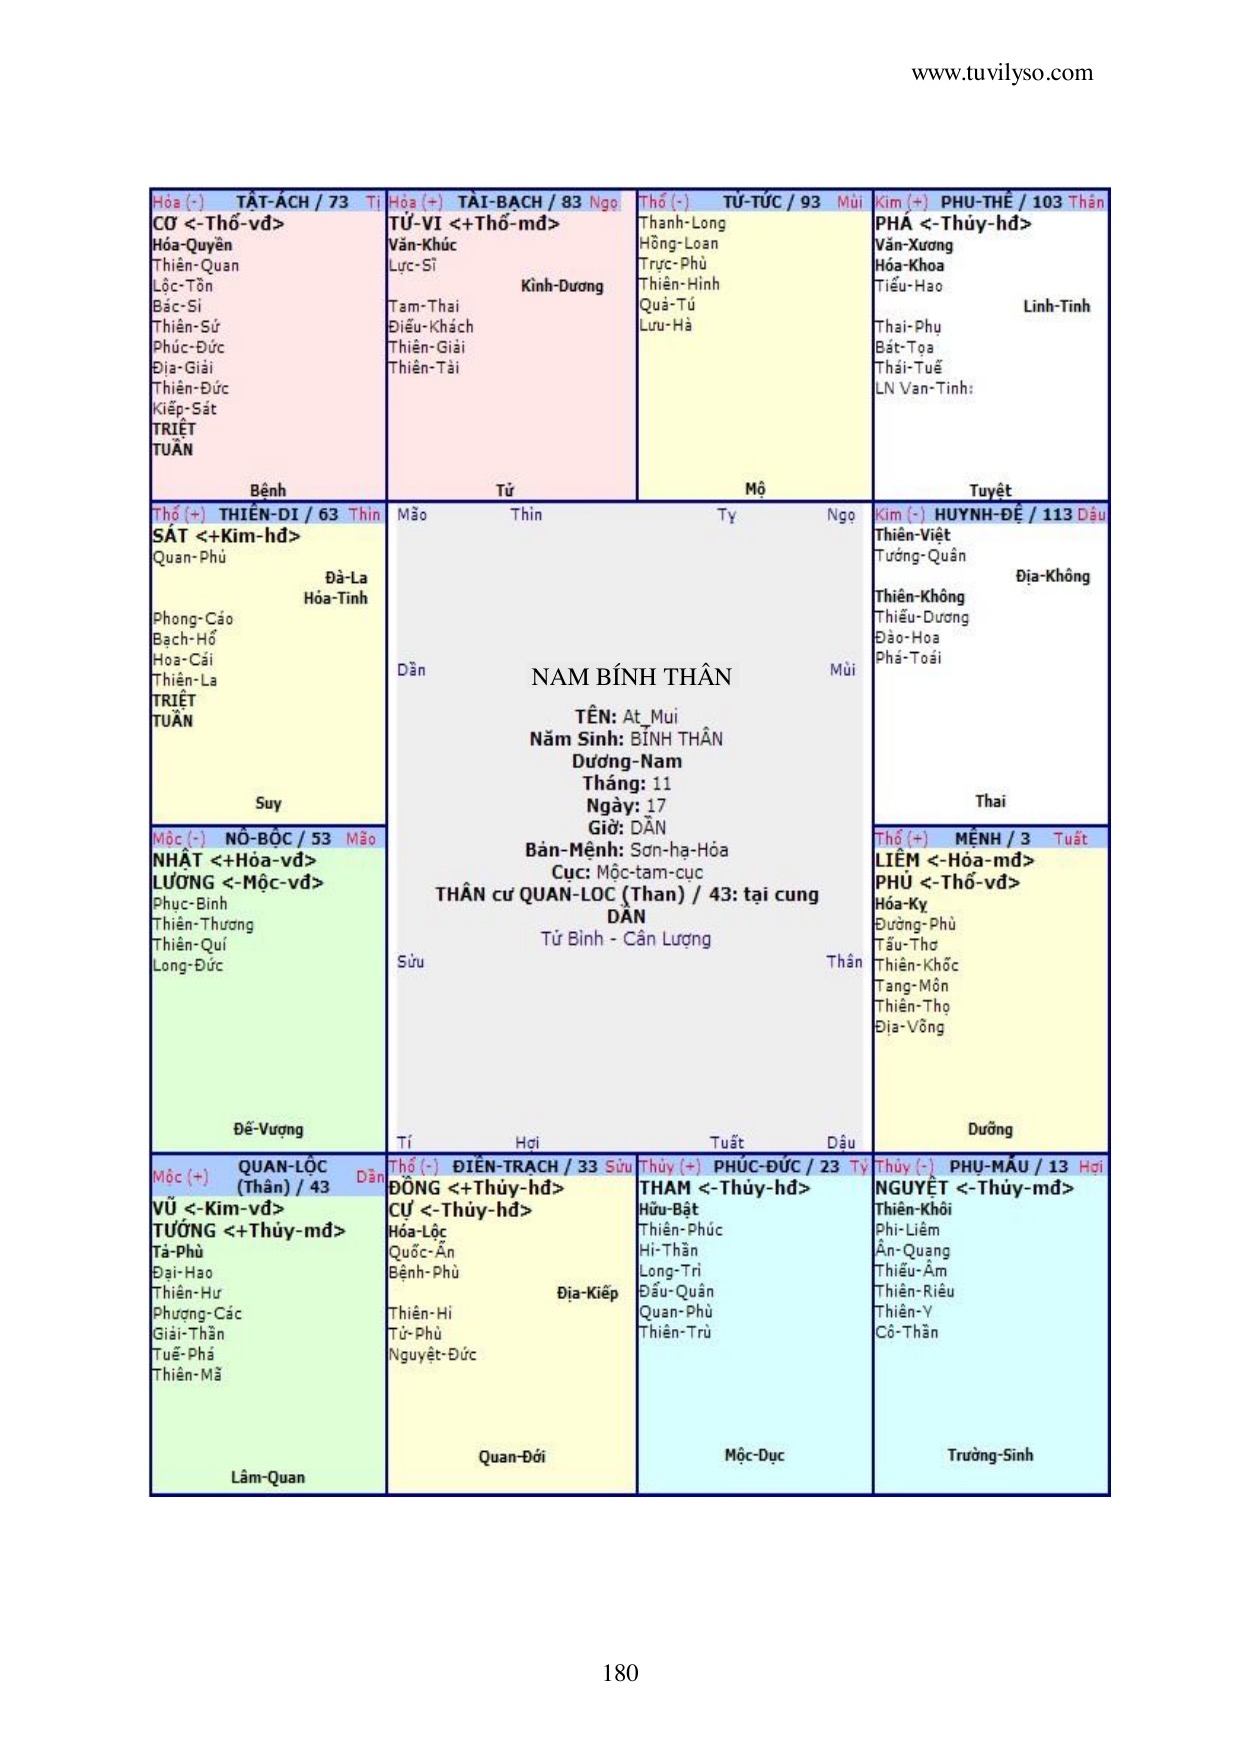 www.tuvilyso.com
Hỏa (-) TẬT-ÁCH / 73 Tị
CƠ <-Thổ-vđ>
Hóa-Quyền
Thiên-Quan
Lộc-Tồn
Bác-Sỉ
Thiên-Sứ
Phúc-Đức
Địa-Giải
Thiên-Đức
Kiếp-Sát
TRIỆT
TUẦN
Bệnh
Hỏa (+) TÀI-BẠCH / 83 Ngọ
TỬ-VI <+Thổ-mđ>
Văn-Khúc
Lực-Sĩ
Kình-Dương
Tam-Thai
Điếu-Khách
Thiên-Giải
Thiên-Tài
Tử
Thổ (-) TỬ-TỨC / 93 Mùi
Thanh-Long
Hồng-Loan
Trực-Phù
Thiên-Hình
Quả-Tú
Lưu-Hà
Mộ
Kim (+) PHU-THÊ / 103 Thân
PHÁ <-Thủy-hđ>
Văn-Xương
Hóa-Khoa
Tiểu-Hao
Linh-Tinh
Thai-Phụ
Bát-Tọa
Thái-Tuế
LN Van-Tinh:
Tuyệt
Thổ (+) THIÊN-DI / 63 Thìn
SÁT <+Kim-hđ>
Quan-Phủ
Đà-La
Hỏa-Tinh
Phong-Cáo
Bạch-Hổ
Hoa-Cái
Thiên-La
TRIỆT
TUẦN
Suy
Mão Thìn Tỵ Ngọ
Dần Mùi
NAM BÍNH THÂN
TÊN: At_Mui
Năm Sinh: BÍNH THÂN
Dương-Nam
Tháng: 11
Ngày: 17
Giờ: DẦN
Bản-Mệnh: Sơn-hạ-Hỏa
Cục: Mộc-tam-cục
THÂN cư QUAN-LOC (Than) / 43: tại cung
DẦN
Tử Bình - Cân Lượng
Sửu Thân
Tí Hợi Tuất Dậu
Kim (-) HUYNH-ĐỆ / 113 Dậu
Thiên-Việt
Tướng-Quân
Địa-Không
Thiên-Không
Thiếu-Dương
Đào-Hoa
Phá-Toái
Thai
Mộc (-) NÔ-BỘC / 53 Mão
NHẬT <+Hỏa-vđ>
LƯƠNG <-Mộc-vđ>
Phục-Binh
Thiên-Thương
Thiên-Quí
Long-Đức
Đế-Vượng
Thổ (+) MỆNH / 3 Tuất
LIÊM <-Hỏa-mđ>
PHỦ <-Thổ-vđ>
Hóa-Kỵ
Đường-Phù
Tấu-Thơ
Thiên-Khốc
Tang-Môn
Thiên-Thọ
Địa-Võng
Dưỡng
Mộc (+) QUAN-LỘC (Thân) / 43 Dần
VŨ <-Kim-vđ>
TƯỚNG <+Thủy-mđ>
Tả-Phù
Đại-Hao
Thiên-Hư
Phượng-Các
Giải-Thần
Tuế-Phá
Thiên-Mã
Lâm-Quan
Thổ (-) ĐIỀN-TRẠCH / 33 Sửu
ĐỒNG <+Thủy-hđ>
CỰ <-Thủy-hđ>
Hóa-Lộc
Quốc-Ấn
Bệnh-Phù
Địa-Kiếp
Thiên-Hỉ
Tử-Phù
Nguyệt-Đức
Quan-Đới
Thủy (+) PHÚC-ĐỨC / 23 Tý
THAM <-Thủy-hđ>
Hữu-Bật
Thiên-Phúc
Hỉ-Thần
Long-Trì
Đẩu-Quân
Quan-Phù
Thiên-Trù
Mộc-Dục
Thủy (-) PHỤ-MẪU / 13 Hợi
NGUYỆT <-Thủy-mđ>
Thiên-Khôi
Phi-Liêm
Ân-Quang
Thiếu-Âm
Thiên-Riêu
Thiên-Y
Cô-Thần
Trường-Sinh
180